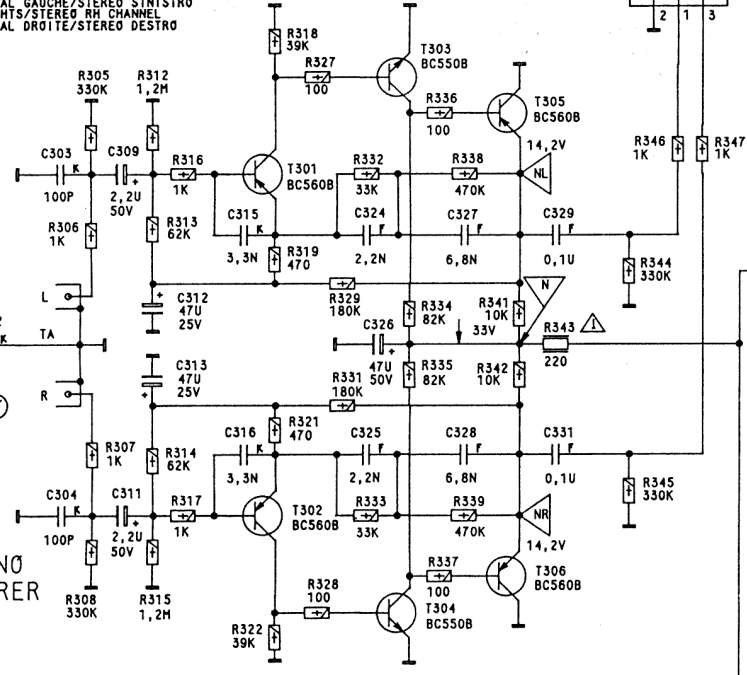 AL GAUCHE/STEREO SINISTRO
HTS/STEREO RH CHANNEL
AL DROITE/STEREO DESTRO
2 1 3
R318
39K
T303
BC550B
R327
100
R305
330K
R312
1,2M
R336
100
T305
BC560B
14,2V
R346
1K
R347
1K
C303
K
100P
C309
+
2,2U
50V
R316
1K
T301
BC560B
R332
33K
R338
470K
NL
R306
1K
R313
62K
C315
K
3,3N
C324
F
2,2N
C327
F
6,8N
C329
F
0,1U
R319
470
R344
330K
L
C312
47U
25V
+
R329
180K
N
R334
82K
R341
10K
TA
K
C326
+
47U
50V
33V
R343
220
C313
47U
25V
+
R335
82K
R342
10K
R
R331
180K
R321
470
R307
1K
R314
62K
C316
K
3,3N
C325
F
2,2N
C328
F
6,8N
C331
F
0,1U
R345
330K
C304
K
100P
C311
+
2,2U
50V
R317
1K
T302
BC560B
R333
33K
R339
470K
NR
14,2V
NO
RER
R308
330K
R315
1,2M
R328
100
R337
100
T306
BC560B
R322
39K
T304
BC550B